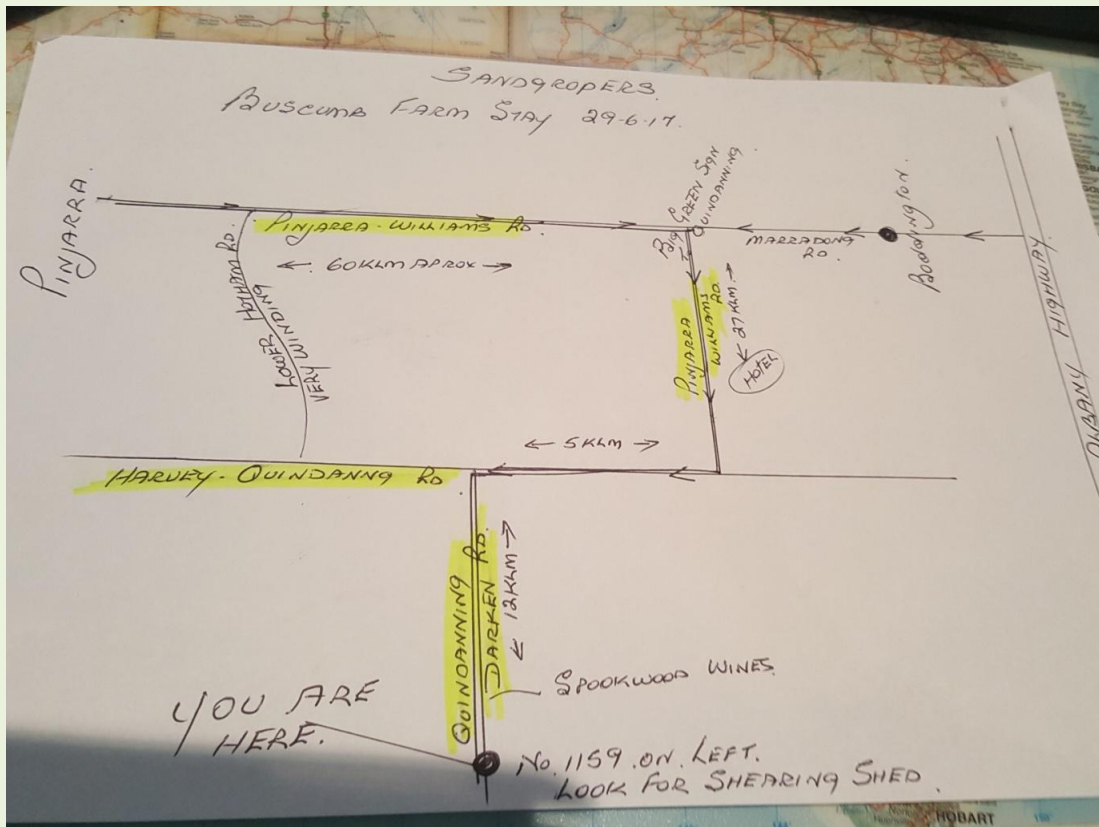 SANDGROPERS.
BUSCUMB FARM STAY 29-6-17.
PINJARRA.
PINJARRA-WILLIAMS RD.
60KLM APROX
LOWER HOTHAM RD.
VERY WINDING
BIG GREEN SIGN
QUINDANNING
MARRADONG
RD.
BODDINGTON.
ALBANY HIGHWAY
PINJARRA
WILLIAMS RD.
27KLM
HOTEL
5KLM
HARVEY-QUINDANNG RD
QUINDANNING
DARKEN RD.
12KLM
SPOOKWOOD WINES.
YOU ARE
HERE.
No. 1159 ON LEFT.
LOOK FOR SHEARING SHED.
HOBART